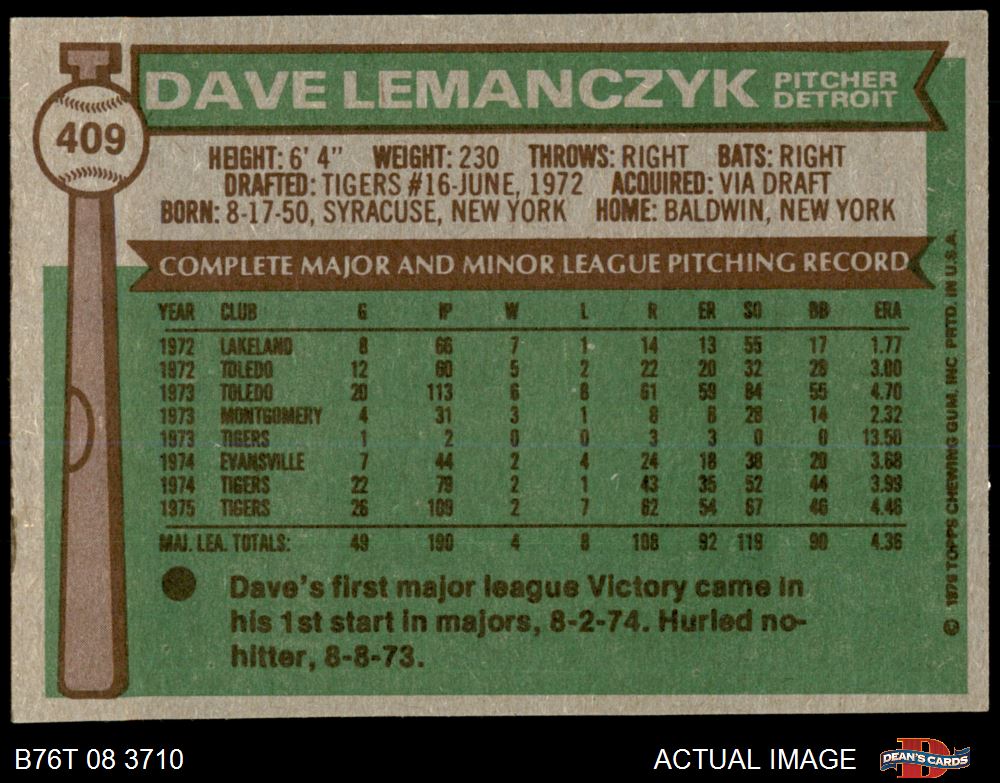 409
DAVE LEMANCZYK PITCHER DETROIT
HEIGHT: 6' 4" WEIGHT: 230 THROWS: RIGHT BATS: RIGHT
DRAFTED: TIGERS #16-JUNE, 1972 ACQUIRED: VIA DRAFT
BORN: 8-17-50, SYRACUSE, NEW YORK HOME: BALDWIN, NEW YORK
COMPLETE MAJOR AND MINOR LEAGUE PITCHING RECORD
YEAR CLUB G IP W L R ER SO BB ERA
1972 LAKELAND 8 66 7 1 14 13 55 17 1.77
1972 TOLEDO 12 60 5 2 22 20 32 28 3.00
1973 TOLEDO 20 113 6 8 61 59 84 55 4.70
1973 MONTGOMERY 4 31 3 1 8 8 28 14 2.32
1973 TIGERS 1 2 0 0 3 3 0 0 13.50
1974 EVANSVILLE 7 44 2 4 24 18 38 20 3.68
1974 TIGERS 22 79 2 1 43 35 52 44 3.99
1975 TIGERS 26 109 2 7 62 54 67 46 4.46
MAJ. LEA. TOTALS: 49 190 4 8 108 92 119 90 4.36
Dave's first major league Victory came in
his 1st start in majors, 8-2-74. Hurled no-
hitter, 8-8-73.
© 1976 TOPPS CHEWING GUM, INC PRTD. IN U.S.A.
B76T 08 3710
ACTUAL IMAGE
D
DEAN'S CARDS